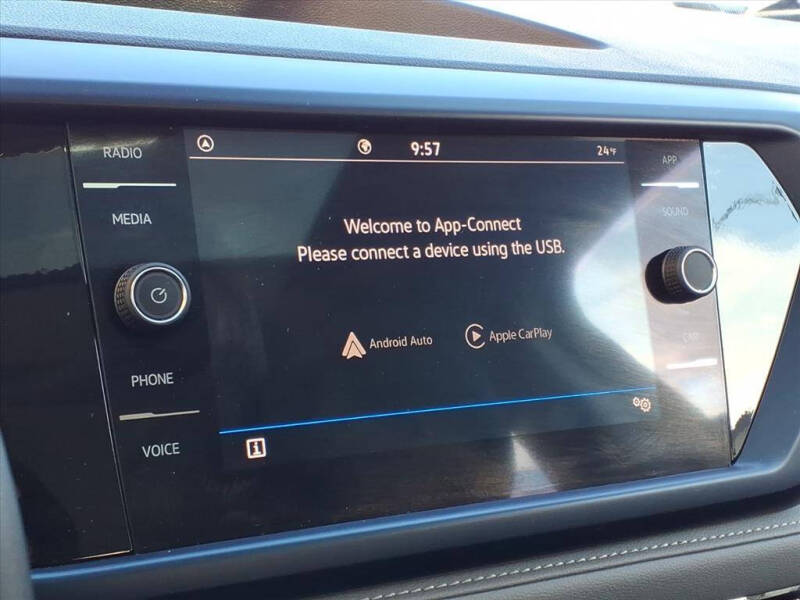 RADIO
MEDIA
PHONE
VOICE
9:57
24°F
Welcome to App-Connect
Please connect a device using the USB.
Android Auto
Apple CarPlay
i
APP
SOUND
CAR